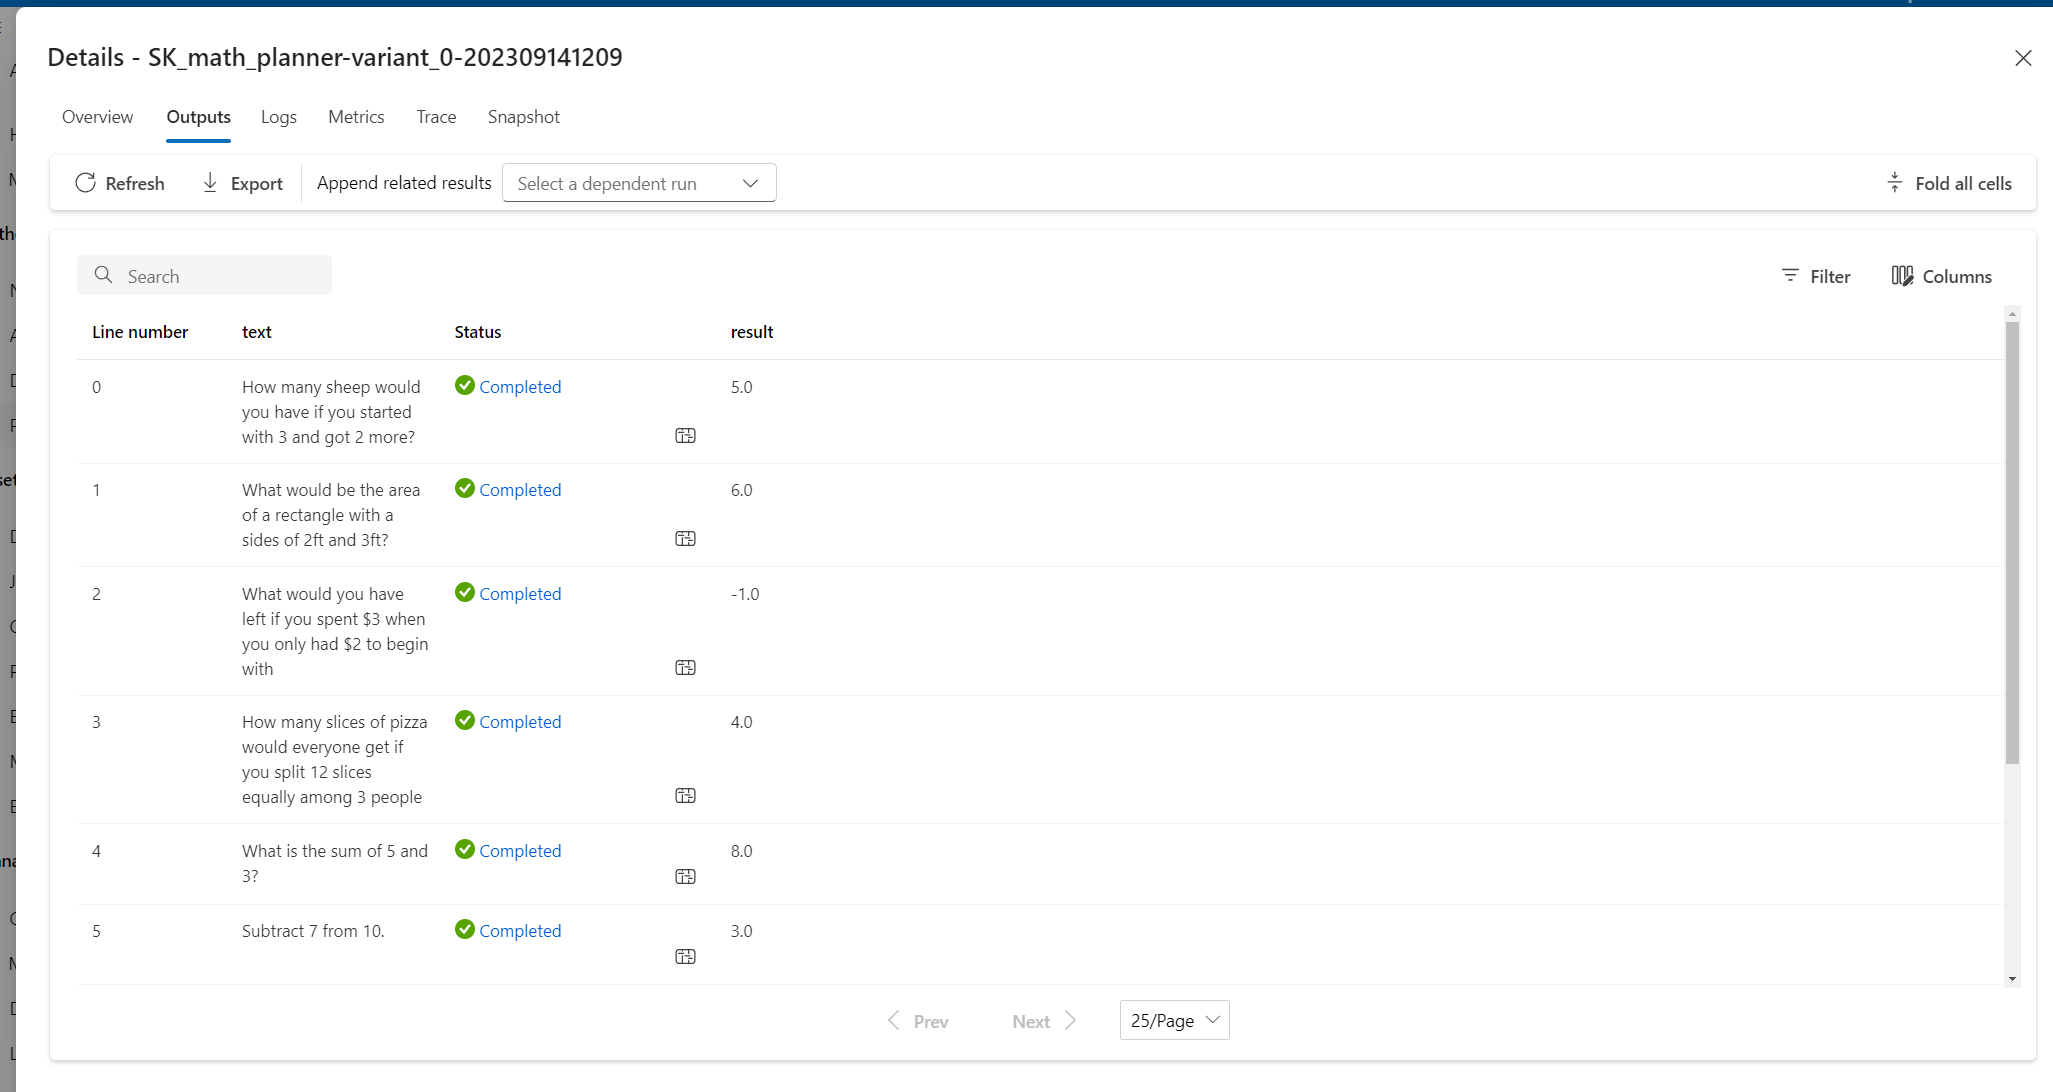 Details - SK_math_planner-variant_0-202309141209
Overview Outputs Logs Metrics Trace Snapshot
Refresh Export Append related results Select a dependent run Fold all cells
Search Filter Columns
Line number text Status result
0 How many sheep would Completed 5.0
you have if you started
with 3 and got 2 more?
1 What would be the area Completed 6.0
of a rectangle with a
sides of 2ft and 3ft?
2 What would you have Completed -1.0
left if you spent $3 when
you only had $2 to begin
with
3 How many slices of pizza Completed 4.0
would everyone get if
you split 12 slices
equally among 3 people
4 What is the sum of 5 and Completed 8.0
3?
5 Subtract 7 from 10. Completed 3.0
Prev Next 25/Page